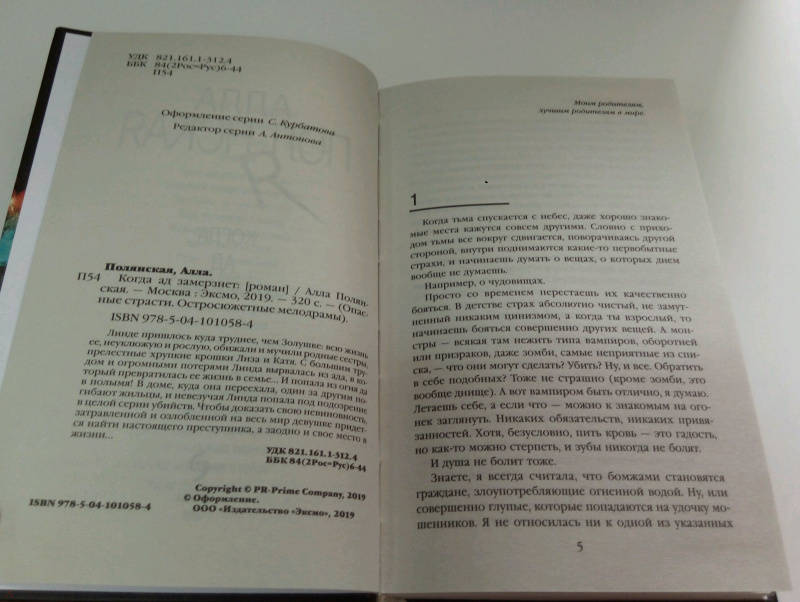 УДК 821.161.1-312.4
ББК 84(2Рос=Рус)6-44
П54
Оформление серии С. Курбатова
Редактор серии А. Антонова
Полянская, Алла.
П54 Когда ад замерзнет: [роман] / Алла Полян-
ская. — Москва : Эксмо, 2019. — 320 с. — (Опас-
ные страсти. Остросюжетные мелодрамы).
ISBN 978-5-04-101058-4
Линде пришлось куда труднее, чем Золушке: всю жизнь
ее, неуклюжую и рослую, обижали и мучили родные сестры,
прелестные хрупкие крошки Лиза и Катя. С большим тру-
дом и огромными потерями Линда вырвалась из ада, в ко-
торый превратилась ее жизнь в семье... И попала из огня да
в полымя! В доме, куда она переехала, один за другим по-
гибают жильцы, и невезучая Линда попала под подозрение
в целой серии убийств. Чтобы доказать свою невиновность,
затравленной и озлобленной на весь мир девушке придет-
ся найти настоящего преступника, а заодно и свое место в
жизни...
УДК 821.161.1-312.4
ББК 84(2Рос=Рус)6-44
Copyright © PR-Prime Company, 2019
© Оформление.
ООО «Издательство «Эксмо», 2019
ISBN 978-5-04-101058-4
Моим родителям,
лучшим родителям в мире.
1
Когда тьма спускается с небес, даже хорошо знако-
мые места кажутся совсем другими. Словно с прихо-
дом тьмы все вокруг сдвигается, поворачиваясь другой
стороной, внутри поднимаются какие-то первобытные
страхи, и начинаешь думать о вещах, о которых днем
вообще не думаешь.
Например, о чудовищах.
Просто со временем перестаешь их качественно
бояться. В детстве страх абсолютно чистый, не замут-
ненный никаким цинизмом, а когда ты взрослый, то
начинаешь бояться совершенно других вещей. А мон-
стры — всякая там нежить типа вампиров, оборотней
или призраков, даже зомби, самые неприятные из спи-
ска, — что они могут сделать? Убить? Ну, и все. Обратить
в себе подобных? Тоже не страшно (кроме зомби, это
вообще днище). А вот вампиром быть отлично, я думаю.
Летаешь себе, а если что — можно к знакомым на ого-
нек заглянуть. Никаких обязательств, никаких привя-
занностей. Хотя, безусловно, пить кровь — это гадость,
но как-то можно стерпеть, и зубы никогда не болят.
И душа не болит тоже.
Знаете, я всегда считала, что бомжами становятся
граждане, злоупотребляющие огненной водой. Ну, или
совершенно глупые, которые попадаются на удочку мо-
шенников. Я не относилась ни к одной из указанных
5